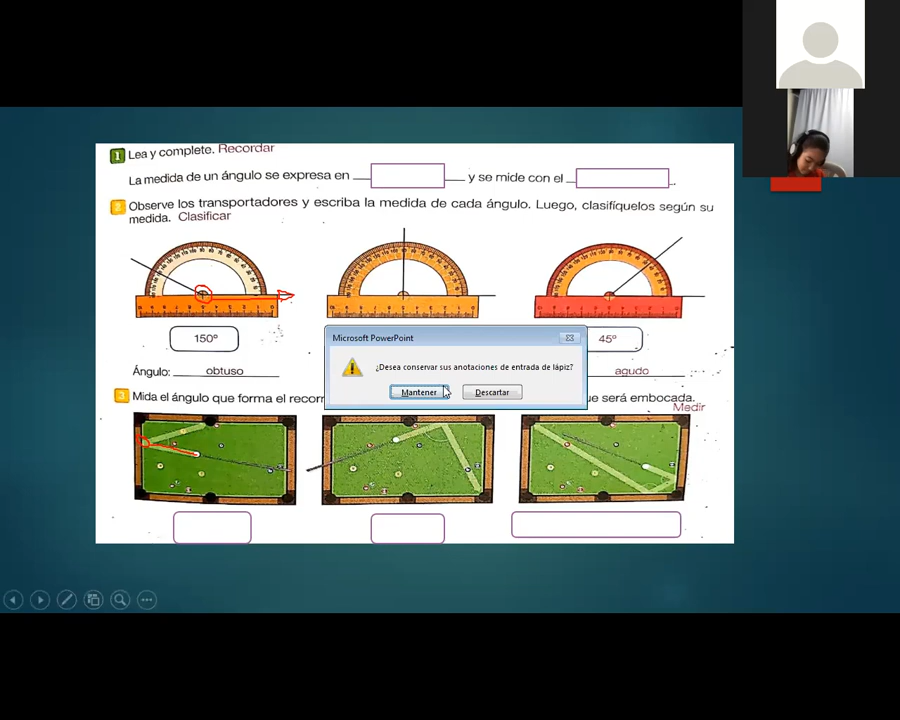 1 Lea y complete. Recordar
La medida de un ángulo se expresa en y se mide con el .
2 Observe los transportadores y escriba la medida de cada ángulo. Luego, clasifíquelos según su
medida. Clasificar
150º
45º
Ángulo: obtuso
agudo
Microsoft PowerPoint
¿Desea conservar sus anotaciones de entrada de lápiz?
Mantener Descartar
3 Mida el ángulo que forma el recorr
ue será embocada.
Medir